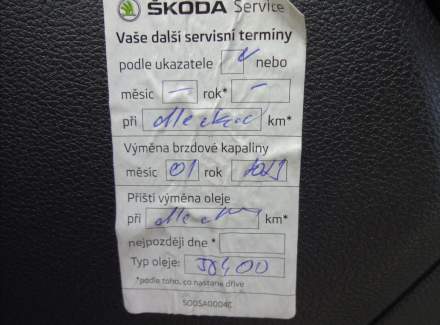 ŠKODA Service
Vaše další servisní termíny
podle ukazatele ✓ nebo
měsíc – rok* –
při km*
Výměna brzdové kapaliny
měsíc 01 rok
Příští výměna oleje
při km*
nejpozději dne*
Typ oleje:
*podle toho, co nastane dříve
S00SA0004C